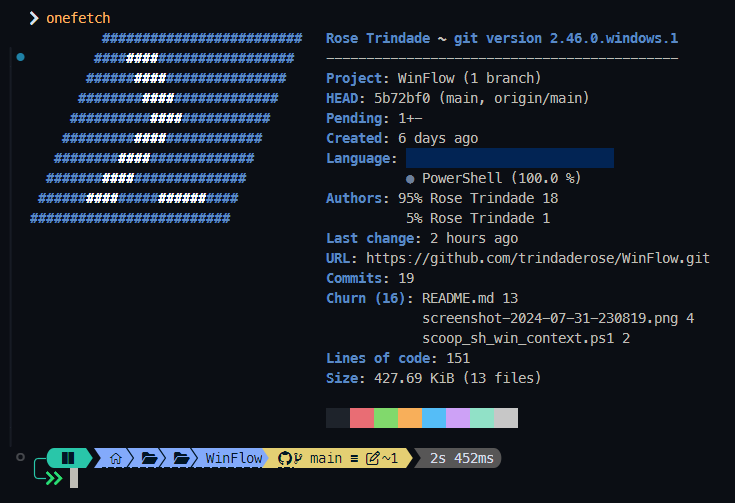 ❯ onefetch
######################### Rose Trindade ~ git version 2.46.0.windows.1
######################### -------------------------------------------
######################### Project: WinFlow (1 branch)
######################### HEAD: 5b72bf0 (main, origin/main)
######################### Pending: 1+-
######################### Created: 6 days ago
######################### Language:
######################### ● PowerShell (100.0 %)
######################### Authors: 95% Rose Trindade 18
######################### 5% Rose Trindade 1
Last change: 2 hours ago
URL: https://github.com/trindaderose/WinFlow.git
Commits: 19
Churn (16): README.md 13
screenshot-2024-07-31-230819.png 4
scoop_sh_win_context.ps1 2
Lines of code: 151
Size: 427.69 KiB (13 files)
WinFlow main ≡ ~1 2s 452ms